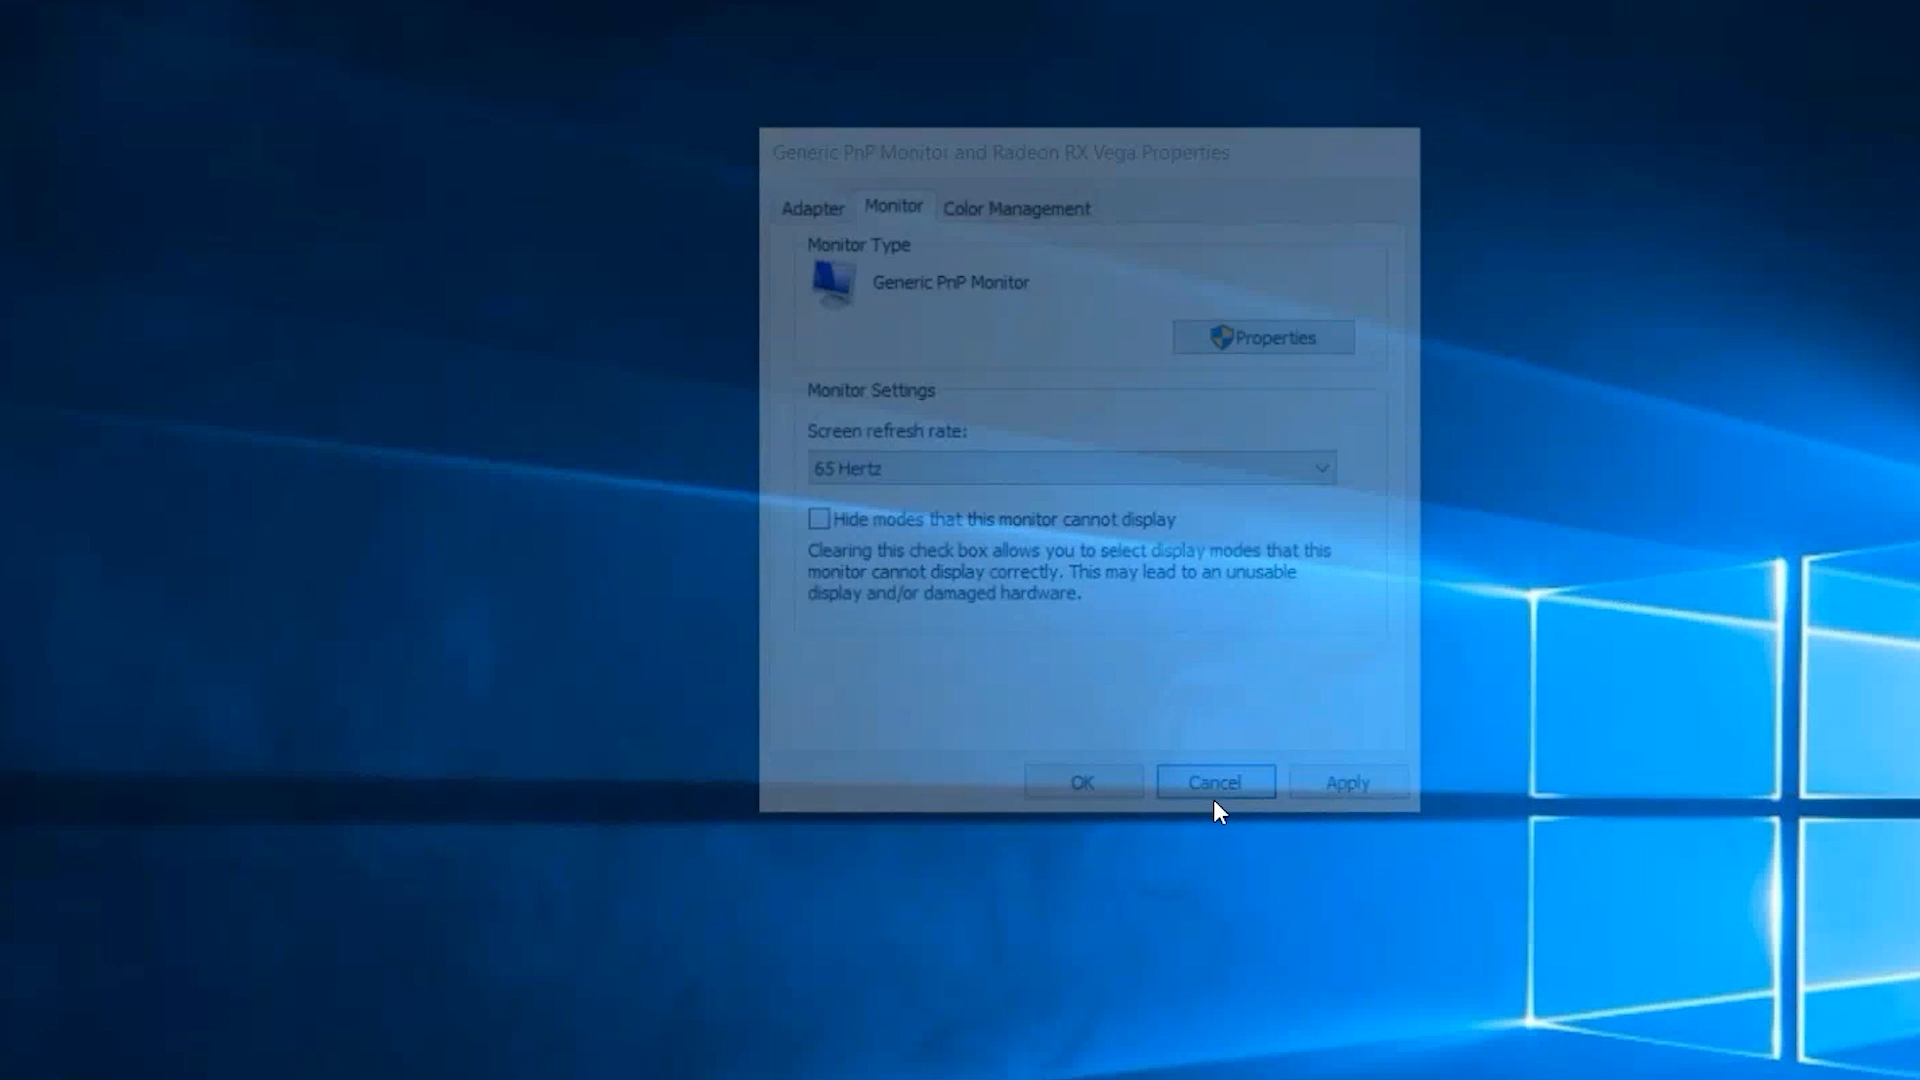 Generic PnP Monitor and Radeon RX Vega Properties
Adapter Monitor Color Management
Monitor Type
Generic PnP Monitor
Properties
Monitor Settings
Screen refresh rate:
65 Hertz
Hide modes that this monitor cannot display
Clearing this check box allows you to select display modes that this
monitor cannot display correctly. This may lead to an unusable
display and/or damaged hardware.
OK Cancel Apply